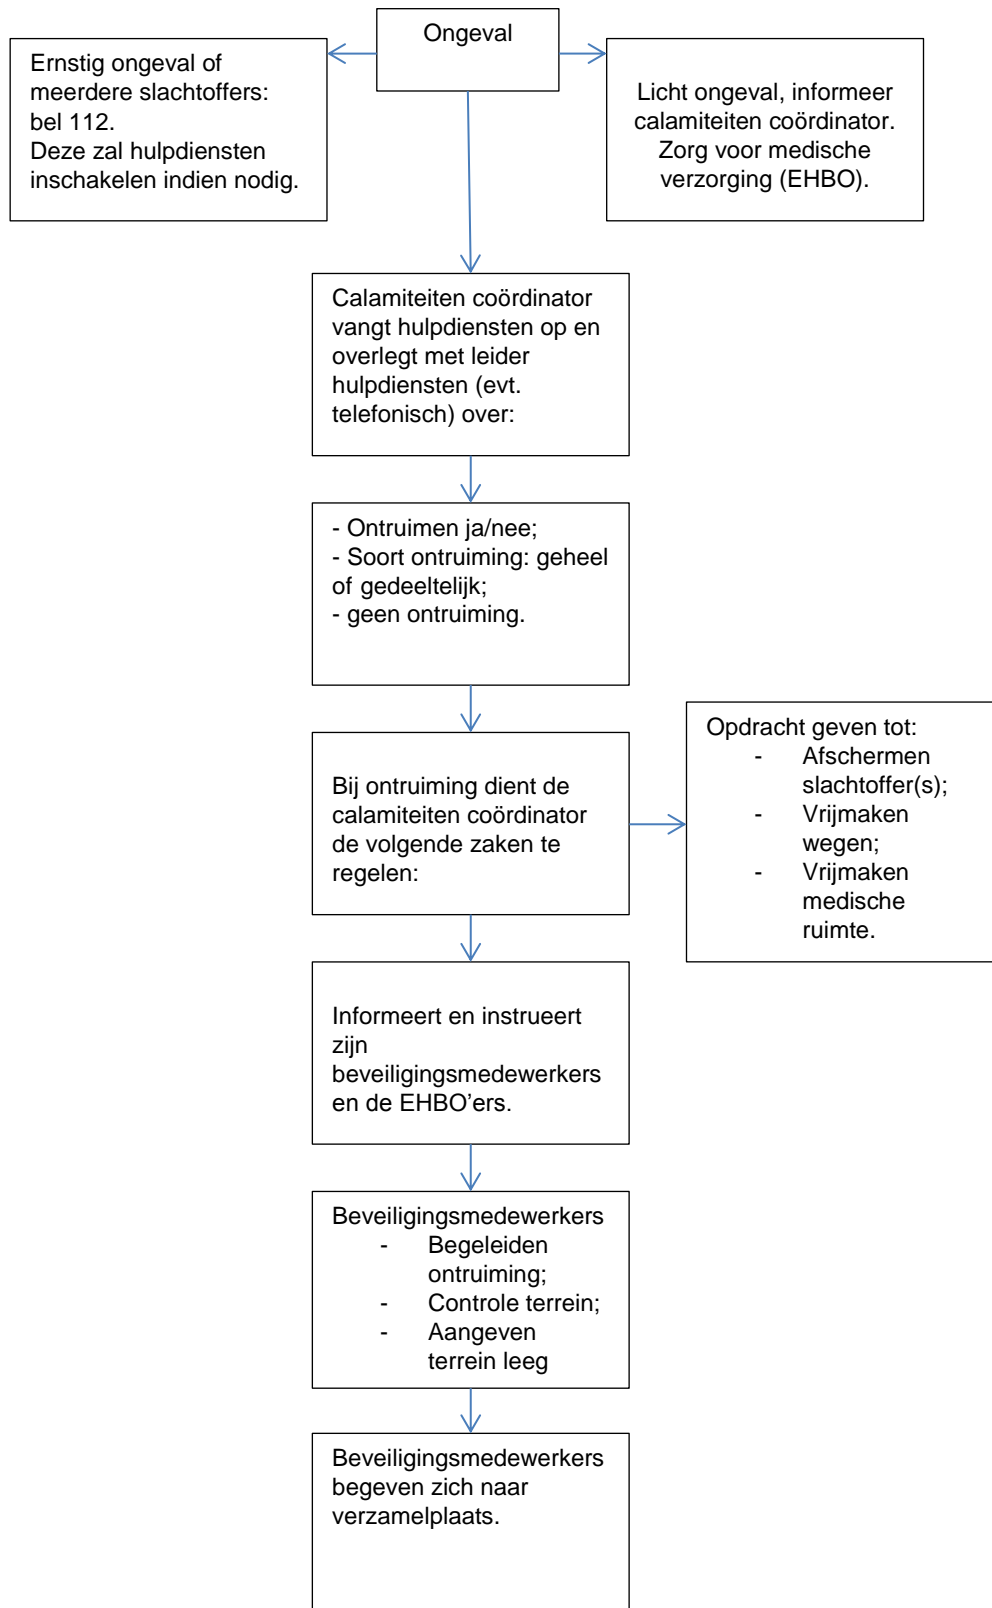 Ongeval
Ernstig ongeval of
meerdere slachtoffers:
bel 112.
Deze zal hulpdiensten
inschakelen indien nodig.
Licht ongeval, informeer
calamiteiten coördinator.
Zorg voor medische
verzorging (EHBO).
Calamiteiten coördinator
vangt hulpdiensten op en
overlegt met leider
hulpdiensten (evt.
telefonisch) over:
- Ontruimen ja/nee;
- Soort ontruiming: geheel
of gedeeltelijk;
- geen ontruiming.
Bij ontruiming dient de
calamiteiten coördinator
de volgende zaken te
regelen:
Opdracht geven tot:
- Afschermen
slachtoffer(s);
- Vrijmaken
wegen;
- Vrijmaken
medische
ruimte.
Informeert en instrueert
zijn
beveiligingsmedewerkers
en de EHBO’ers.
Beveiligingsmedewerkers
- Begeleiden
ontruiming;
- Controle terrein;
- Aangeven
terrein leeg
Beveiligingsmedewerkers
begeven zich naar
verzamelplaats.